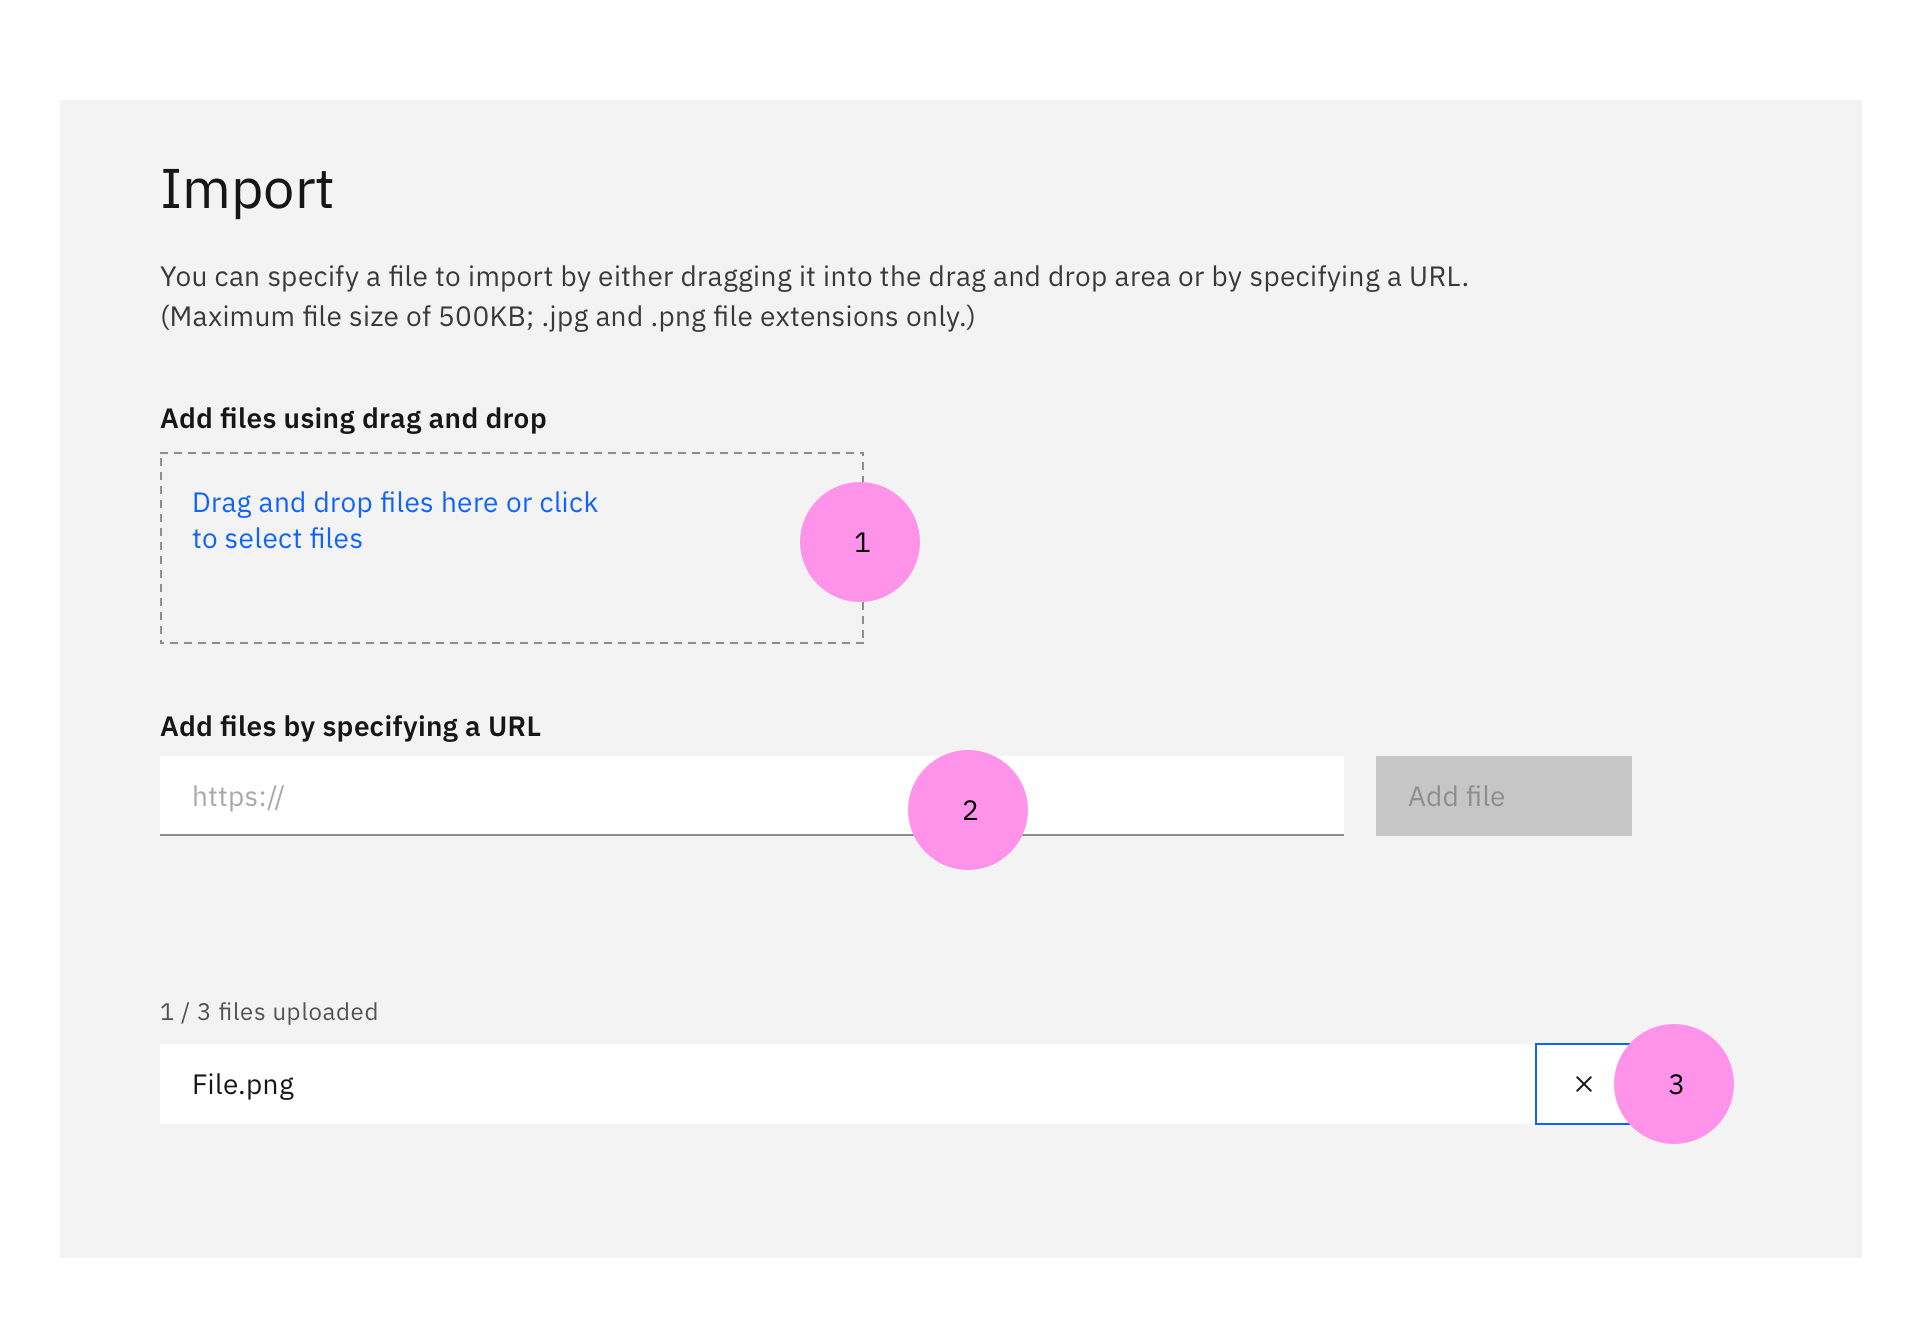 Import
You can specify a file to import by either dragging it into the drag and drop area or by specifying a URL.
(Maximum file size of 500KB; .jpg and .png file extensions only.)
Add files using drag and drop
Drag and drop files here or click
to select files
1
Add files by specifying a URL
https://
2
Add file
1 / 3 files uploaded
File.png
3